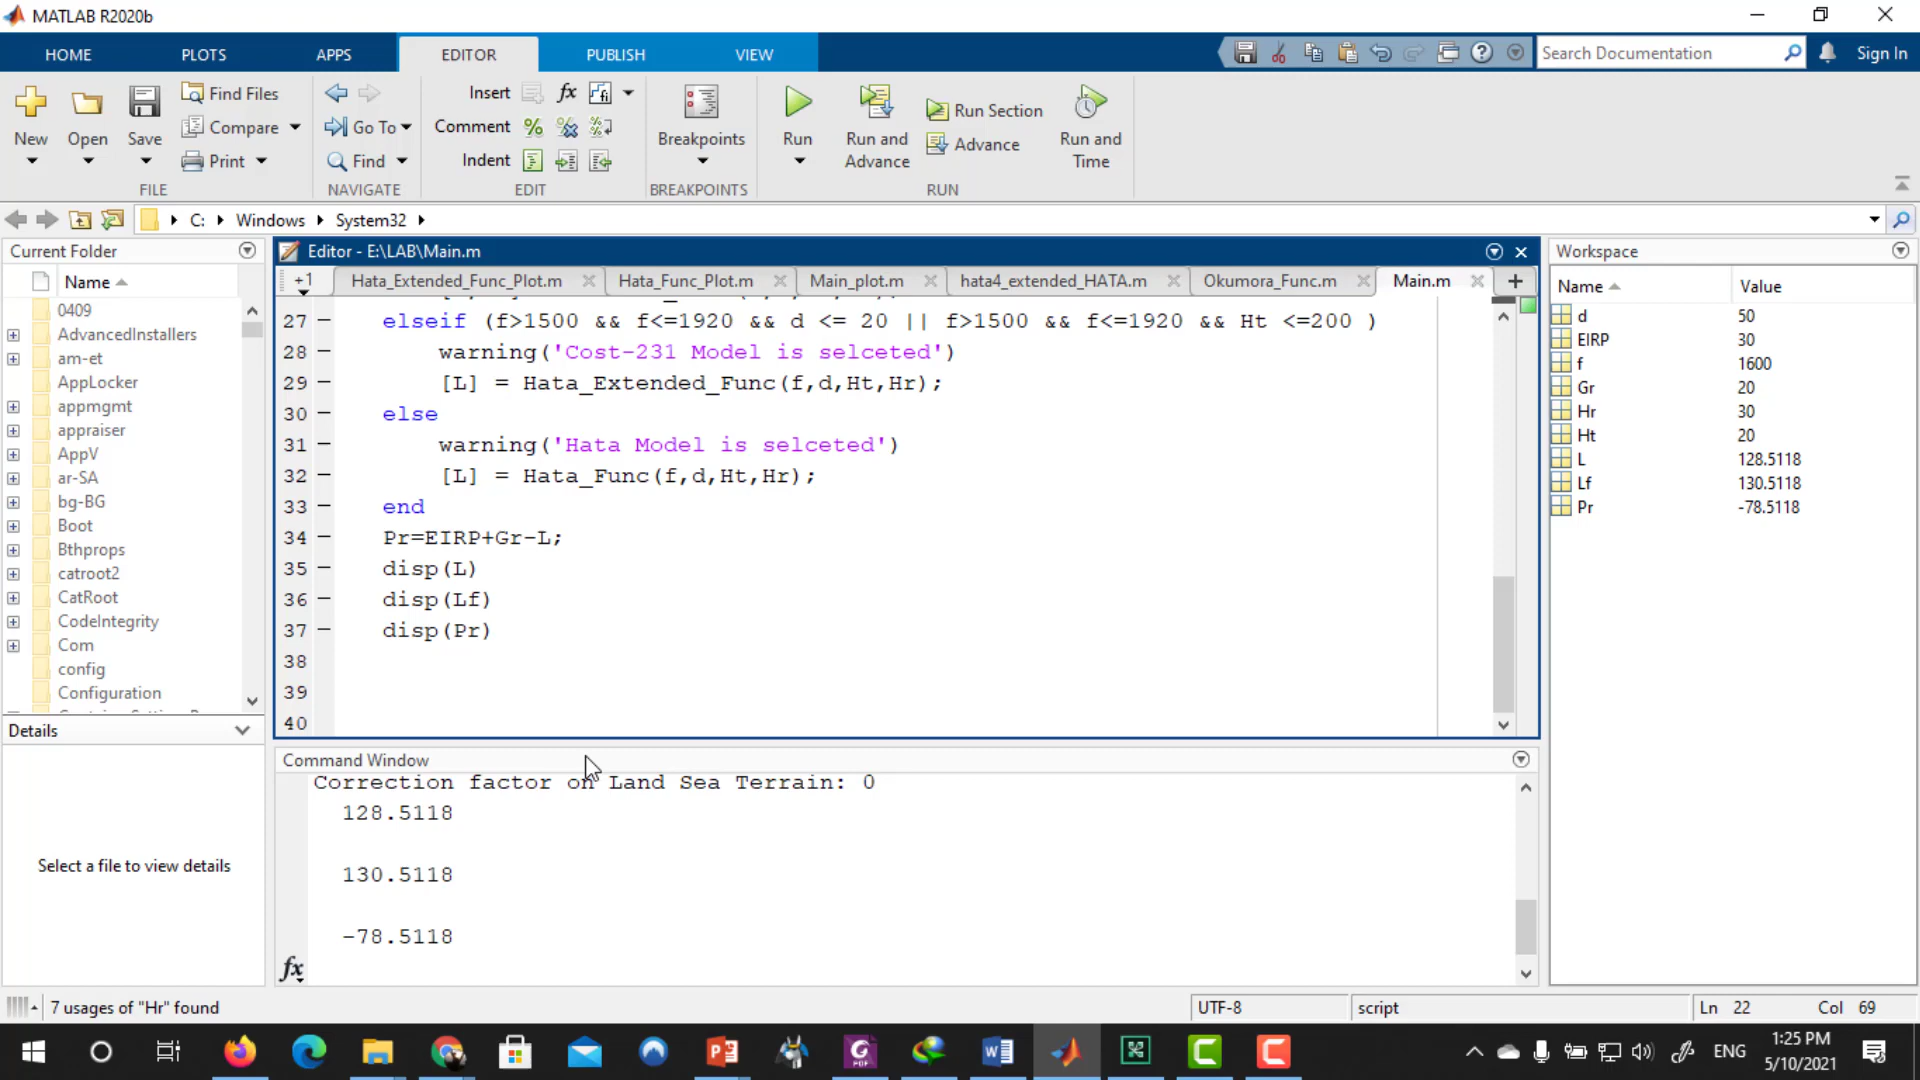 MATLAB R2020b
HOME PLOTS APPS EDITOR PUBLISH VIEW
Search Documentation
Sign In
New
Open
Save
Find Files
Compare
Print
FILE
Go To
Find
NAVIGATE
Insert
Comment
Indent
EDIT
Breakpoints
BREAKPOINTS
Run
Run and
Advance
Run Section
Advance
Run and
Time
RUN
C: Windows System32
Current Folder
Name
0409
AdvancedInstallers
am-et
AppLocker
appmgmt
appraiser
AppV
ar-SA
bg-BG
Boot
Bthprops
catroot2
CatRoot
CodeIntegrity
Com
config
Configuration
Details
Select a file to view details
Editor - E:\LAB\Main.m
+1 Hata_Extended_Func_Plot.m Hata_Func_Plot.m Main_plot.m hata4_extended_HATA.m Okumora_Func.m Main.m
27 elseif (f>1500 && f<=1920 && d <= 20 || f>1500 && f<=1920 && Ht <=200 )
28 warning('Cost-231 Model is selceted')
29 [L] = Hata_Extended_Func(f,d,Ht,Hr);
30 else
31 warning('Hata Model is selceted')
32 [L] = Hata_Func(f,d,Ht,Hr);
33 end
34 Pr=EIRP+Gr-L;
35 disp(L)
36 disp(Lf)
37 disp(Pr)
38
39
40
Command Window
Correction factor on Land Sea Terrain: 0
128.5118
130.5118
-78.5118
fx
Workspace
Name Value
d 50
EIRP 30
f 1600
Gr 20
Hr 30
Ht 20
L 128.5118
Lf 130.5118
Pr -78.5118
7 usages of "Hr" found
UTF-8
script
Ln 22 Col 69
ENG
1:25 PM
5/10/2021